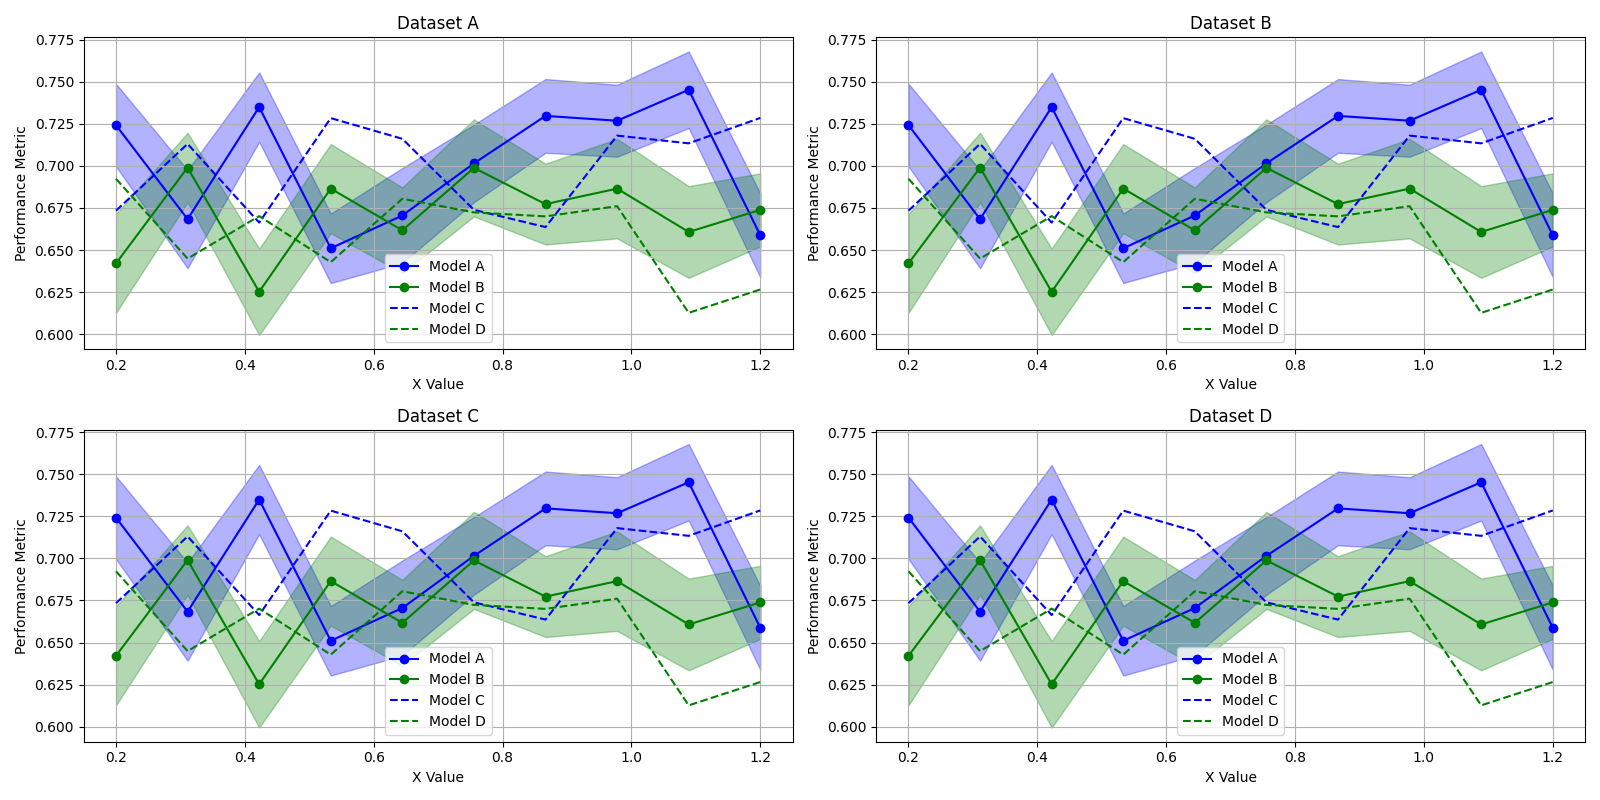 Dataset A
Performance Metric
0.775
0.750
0.725
0.700
0.675
0.650
0.625
0.600
Model A
Model B
Model C
Model D
0.2 0.4 0.6 0.8 1.0 1.2
X Value
Dataset B
Performance Metric
0.775
0.750
0.725
0.700
0.675
0.650
0.625
0.600
Model A
Model B
Model C
Model D
0.2 0.4 0.6 0.8 1.0 1.2
X Value
Dataset C
Performance Metric
0.775
0.750
0.725
0.700
0.675
0.650
0.625
0.600
Model A
Model B
Model C
Model D
0.2 0.4 0.6 0.8 1.0 1.2
X Value
Dataset D
Performance Metric
0.775
0.750
0.725
0.700
0.675
0.650
0.625
0.600
Model A
Model B
Model C
Model D
0.2 0.4 0.6 0.8 1.0 1.2
X Value